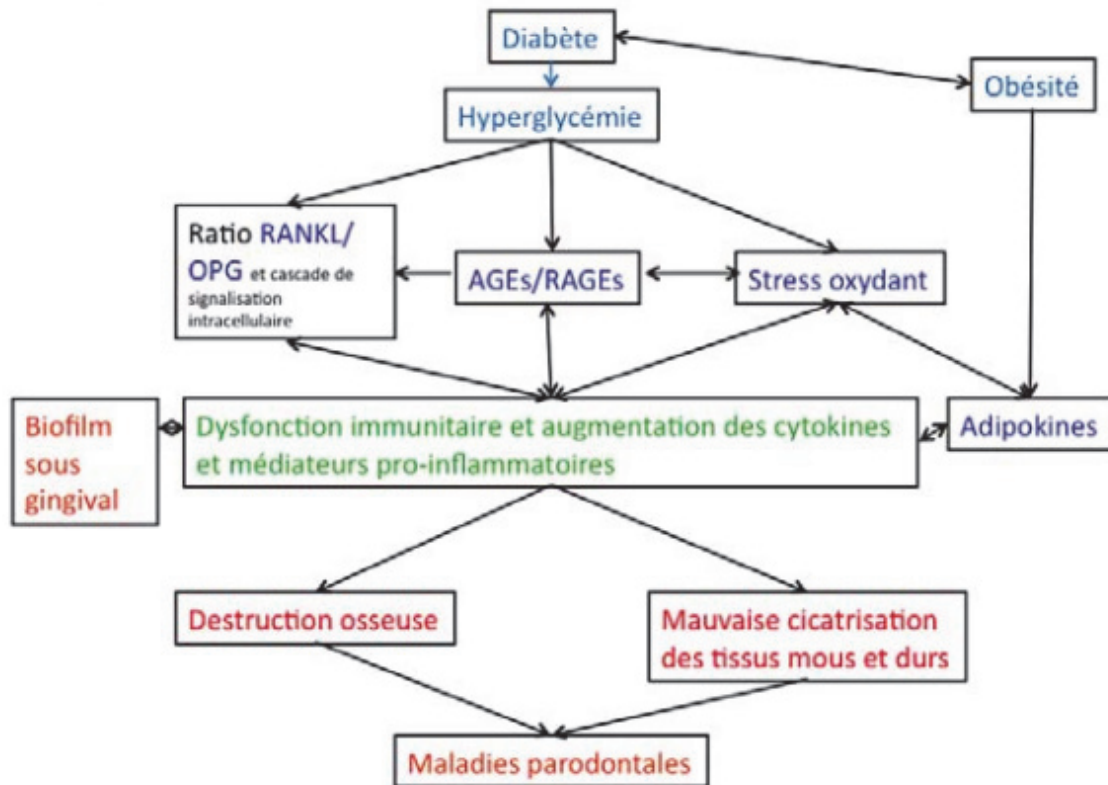 Diabète
Obésité
Hyperglycémie
Ratio RANKL/
OPG et cascade de
signalisation
intracellulaire
AGEs/RAGEs
Stress oxydant
Biofilm
sous
gingival
Dysfonction immunitaire et augmentation des cytokines
et médiateurs pro-inflammatoires
Adipokines
Destruction osseuse
Mauvaise cicatrisation
des tissus mous et durs
Maladies parodontales